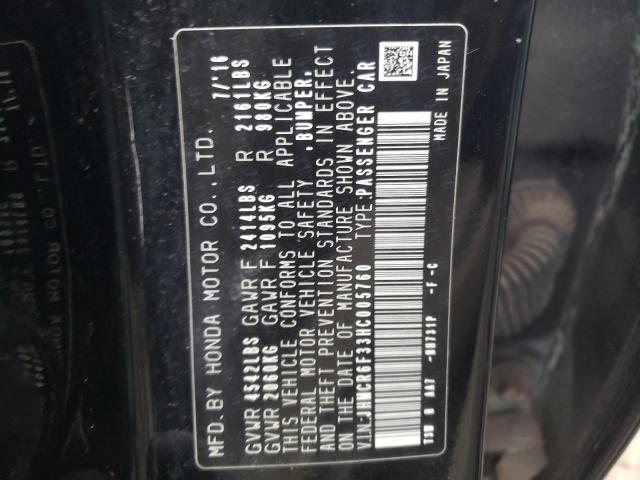 MFD. BY HONDA MOTOR CO., LTD. 7/'16
GVWR 4542LBS GAWR F 2414LBS R 2161LBS
GVWR 2060KG GAWR F 1095KG R 980KG
THIS VEHICLE CONFORMS TO ALL APPLICABLE
FEDERAL MOTOR VEHICLE SAFETY ,BUMPER,
AND THEFT PREVENTION STANDARDS IN EFFECT
ON THE DATE OF MANUFACTURE SHOWN ABOVE.
V.I.N:JHMCR6F33HC005760 TYPE:PASSENGER CAR
-F -C
MADE IN JAPAN